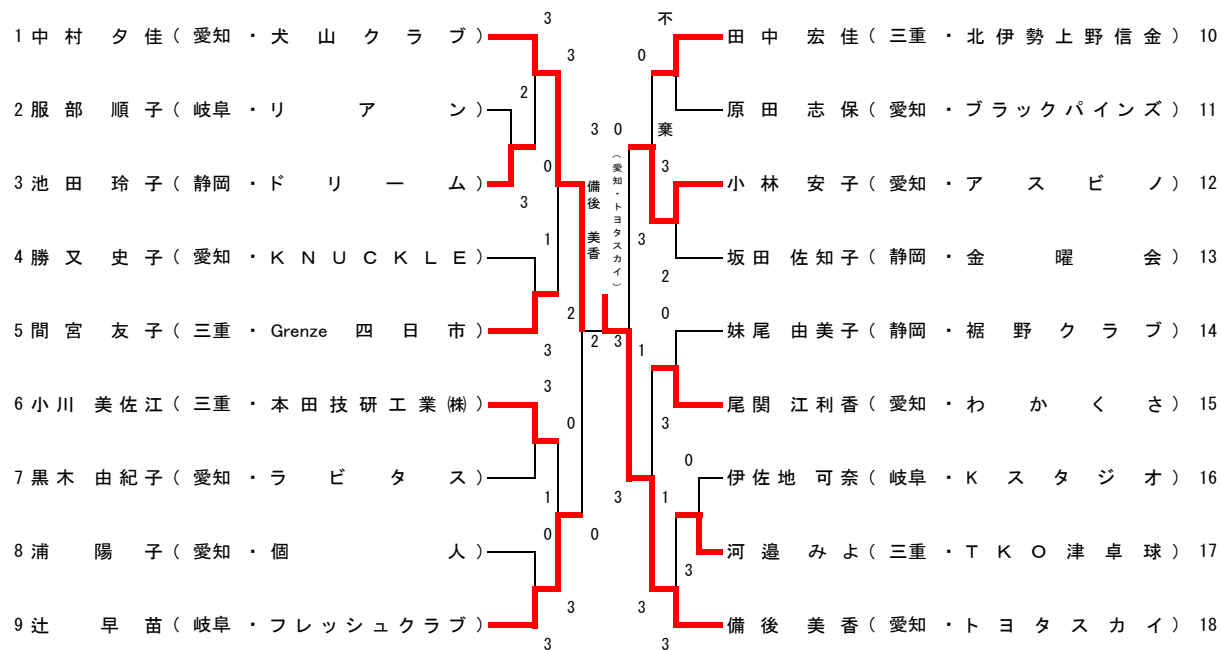 1 中村 夕佳 ( 愛知 ・ 犬山クラブ )
2 服部 順子 ( 岐阜 ・ リアン )
3 池田 玲子 ( 静岡 ・ ドリーム )
4 勝又 史子 ( 愛知 ・ KNUCKLE )
5 間宮 友子 ( 三重 ・ Grenze 四日市 )
6 小川 美佐江 ( 三重 ・ 本田技研工業㈱ )
7 黒木 由紀子 ( 愛知 ・ ラビタス )
8 浦 陽子 ( 愛知 ・ 個人 )
9 辻 早苗 ( 岐阜 ・ フレッシュクラブ )
3
3
2
0
3
1
2
3
3
0
1
0
3
3
3 0
備後 美香
(愛知・トヨタスカイ)
2 3
0
3
不
0
棄
3
3
2
0
1
3
0
1
3
3
3
田中 宏佳 ( 三重 ・ 北伊勢上野信金 ) 10
原田 志保 ( 愛知 ・ ブラックパインズ ) 11
小林 安子 ( 愛知 ・ アスビノ ) 12
坂田 佐知子 ( 静岡 ・ 金曜会 ) 13
妹尾 由美子 ( 静岡 ・ 裾野クラブ ) 14
尾関 江利香 ( 愛知 ・ わかくさ ) 15
伊佐地 可奈 ( 岐阜 ・ Kスタジオ ) 16
河邉 みよ ( 三重 ・ TKO津卓球 ) 17
備後 美香 ( 愛知 ・ トヨタスカイ ) 18